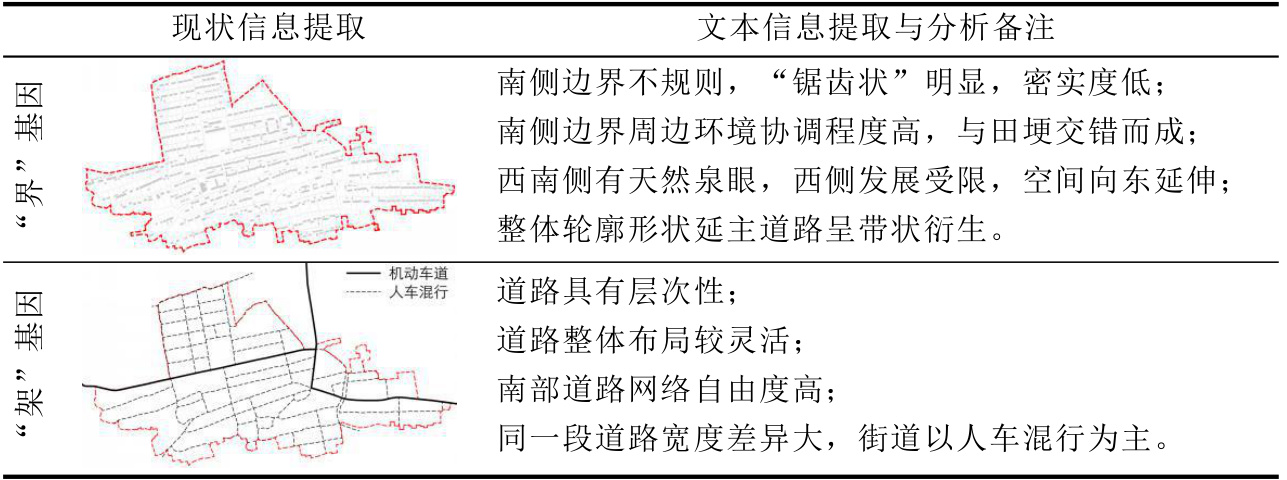 现状信息提取
文本信息提取与分析备注
“界”基因
南侧边界不规则，“锯齿状”明显，密实度低；
南侧边界周边环境协调程度高，与田埂交错而成；
西南侧有天然泉眼，西侧发展受限，空间向东延伸；
整体轮廓形状延主道路呈带状衍生。
“架”基因
机动车道
人车混行
道路具有层次性；
道路整体布局较灵活；
南部道路网络自由度高；
同一段道路宽度差异大，街道以人车混行为主。